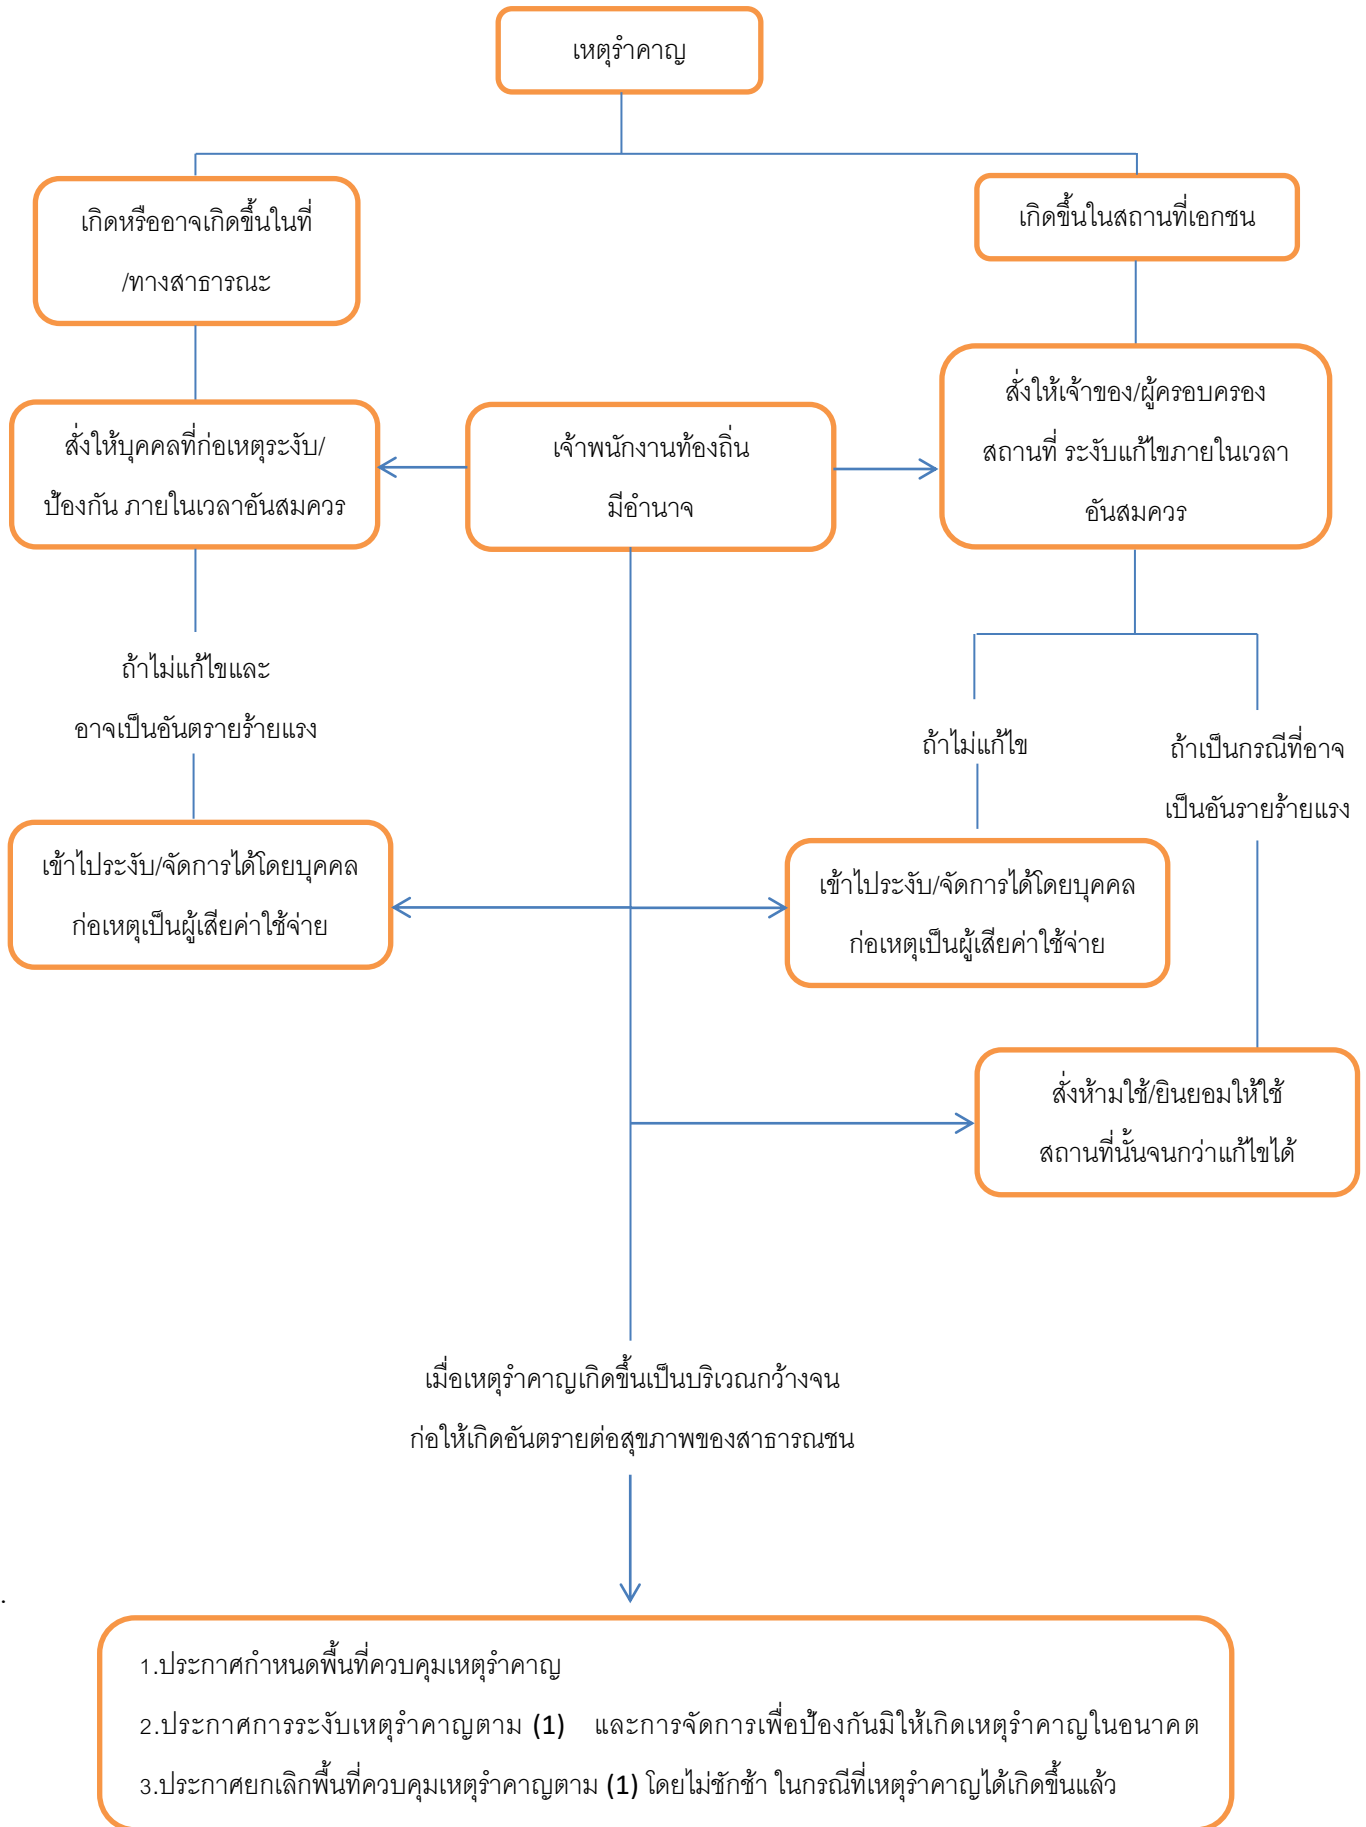 เหตุรำคาญ
เกิดหรืออาจเกิดขึ้นในที่
/ทางสาธารณะ
เกิดขึ้นในสถานที่เอกชน
สั่งให้บุคคลที่ก่อเหตุระงับ/
ป้องกัน ภายในเวลาอันสมควร
เจ้าพนักงานท้องถิ่น
มีอำนาจ
สั่งให้เจ้าของ/ผู้ครอบครอง
สถานที่ ระงับแก้ไขภายในเวลา
อันสมควร
ถ้าไม่แก้ไขและ
อาจเป็นอันตรายร้ายแรง
ถ้าไม่แก้ไข
ถ้าเป็นกรณีที่อาจ
เป็นอันรายร้ายแรง
เข้าไประงับ/จัดการได้โดยบุคคล
ก่อเหตุเป็นผู้เสียค่าใช้จ่าย
เข้าไประงับ/จัดการได้โดยบุคคล
ก่อเหตุเป็นผู้เสียค่าใช้จ่าย
สั่งห้ามใช้/ยินยอมให้ใช้
สถานที่นั้นจนกว่าแก้ไขได้
เมื่อเหตุรำคาญเกิดขึ้นเป็นบริเวณกว้างจน
ก่อให้เกิดอันตรายต่อสุขภาพของสาธารณชน
.
1.ประกาศกำหนดพื้นที่ควบคุมเหตุรำคาญ
2.ประกาศการระงับเหตุรำคาญตาม (1) และการจัดการเพื่อป้องกันมิให้เกิดเหตุรำคาญในอนาคต
3.ประกาศยกเลิกพื้นที่ควบคุมเหตุรำคาญตาม (1) โดยไม่ชักช้า ในกรณีที่เหตุรำคาญได้เกิดขึ้นแล้ว